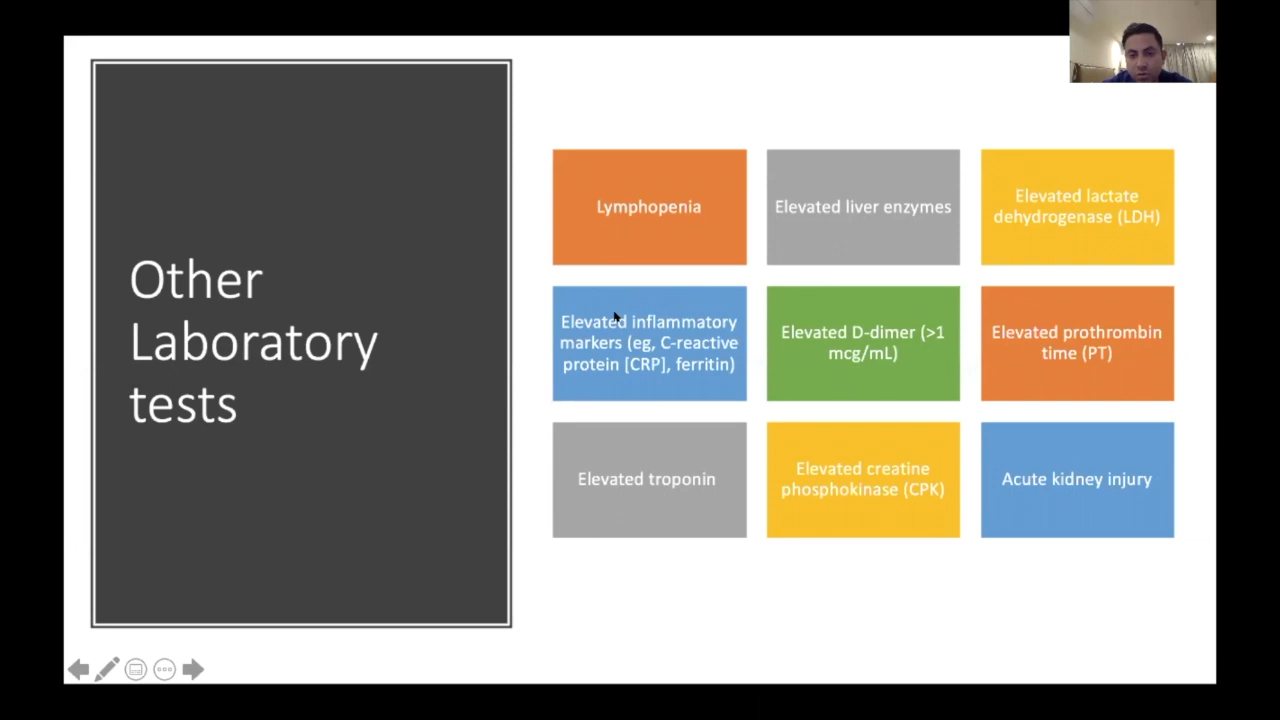 Other
Laboratory
tests
Lymphopenia
Elevated liver enzymes
Elevated lactate
dehydrogenase (LDH)
Elevated inflammatory
markers (eg, C-reactive
protein [CRP], ferritin)
Elevated D-dimer (>1
mcg/mL)
Elevated prothrombin
time (PT)
Elevated troponin
Elevated creatine
phosphokinase (CPK)
Acute kidney injury